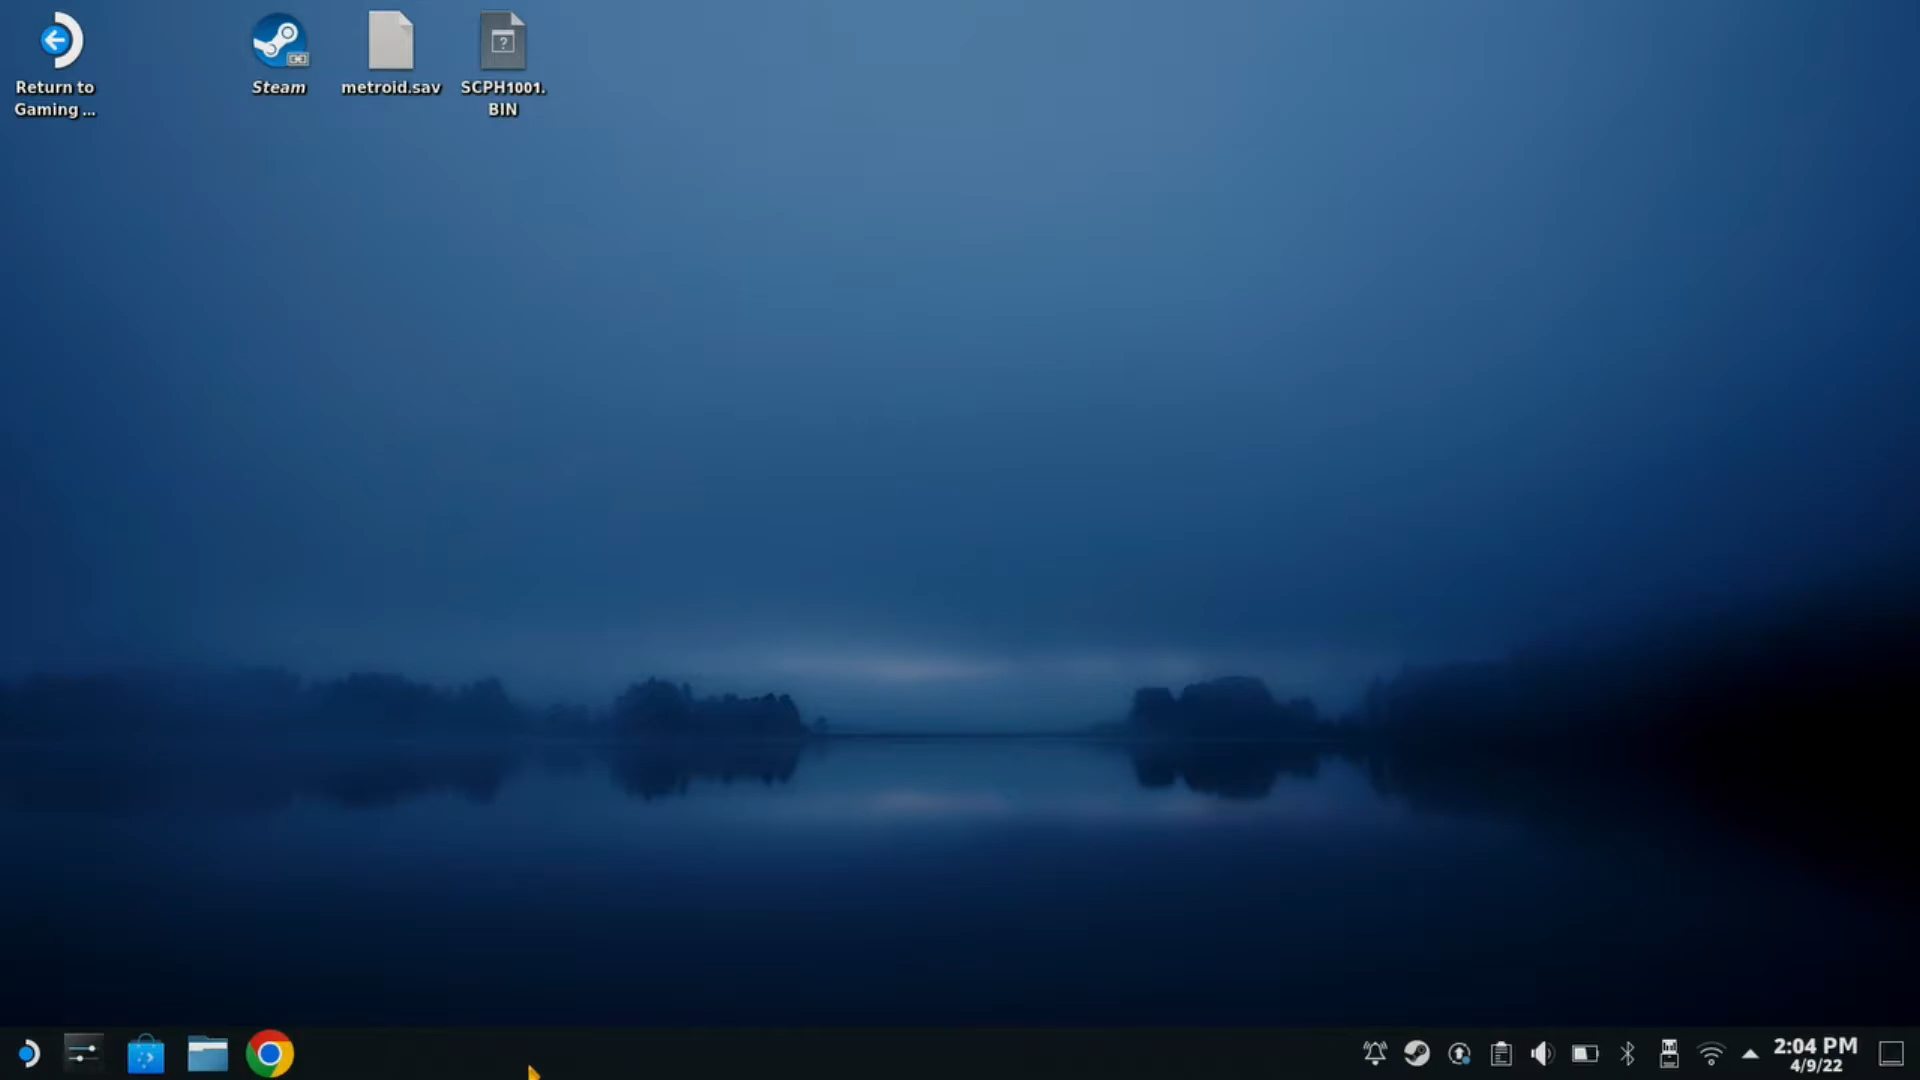 Return to
Gaming ...
Steam
metroid.sav
SCPH1001.
BIN
2:04 PM
4/9/22